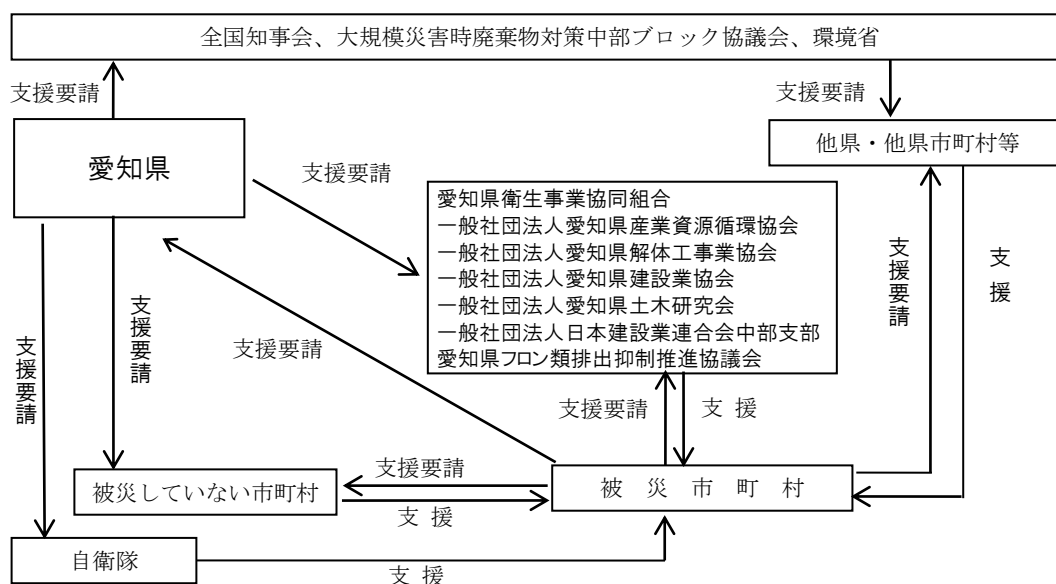 全国知事会、大規模災害時廃棄物対策中部ブロック協議会、環境省
支援要請
支援要請
愛知県
他県・他県市町村等
支援要請
愛知県衛生事業協同組合
一般社団法人愛知県産業資源循環協会
一般社団法人愛知県解体工事業協会
一般社団法人愛知県建設業協会
一般社団法人愛知県土木研究会
一般社団法人日本建設業連合会中部支部
愛知県フロン類排出抑制推進協議会
支援要請
支援要請
支援要請
支援要請
支 援
支援要請
支 援
支援要請
被災していない市町村
被 災 市 町 村
支 援
自衛隊
支 援